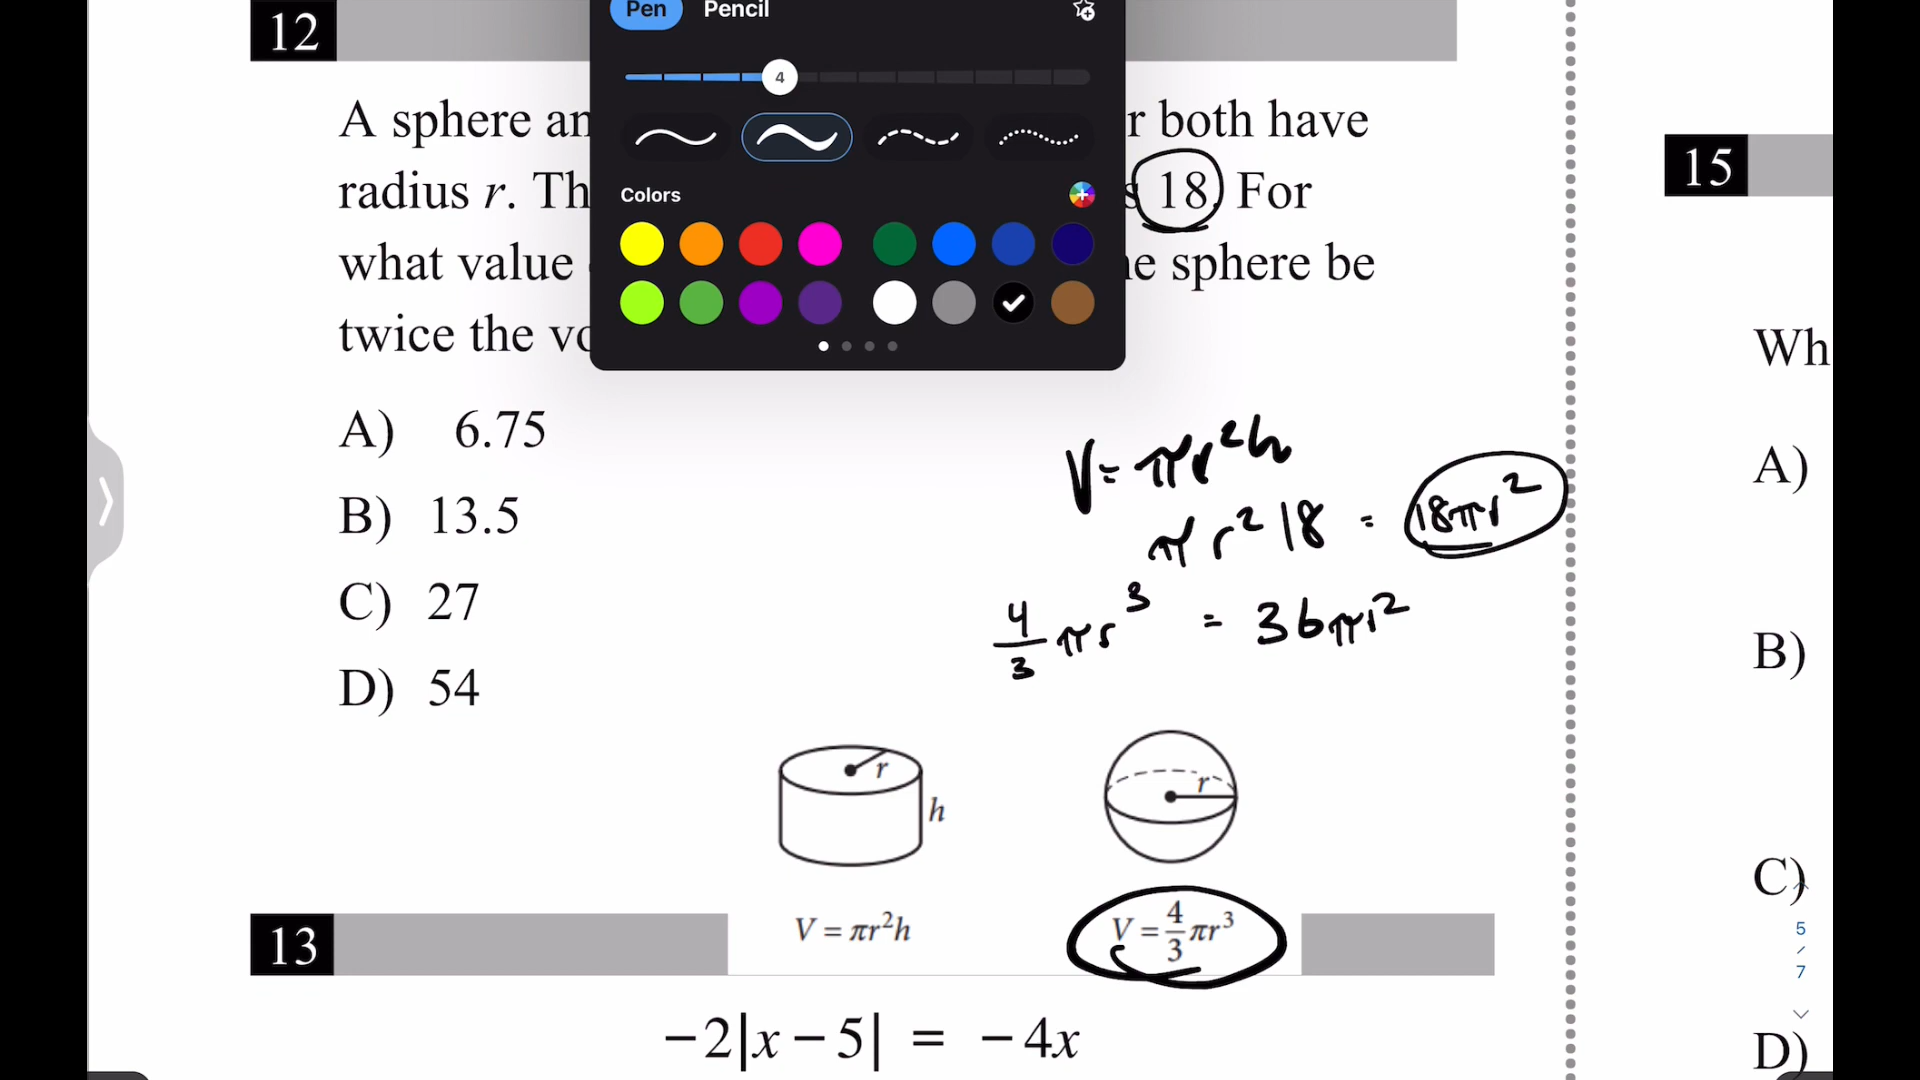 Pen Pencil
4
Colors
12
A sphere an r both have
radius r. Th 18. For
what value he sphere be
twice the vo
A) 6.75
B) 13.5
C) 27
D) 54
V = πr²h
πr² 18 = 18πr²
4/3 πr³ = 36πr²
r
h
r
V = πr²h
V = 4/3 πr³
13
−2|x − 5| = −4x
15
Wh
A)
B)
C)
D)
5
/
7